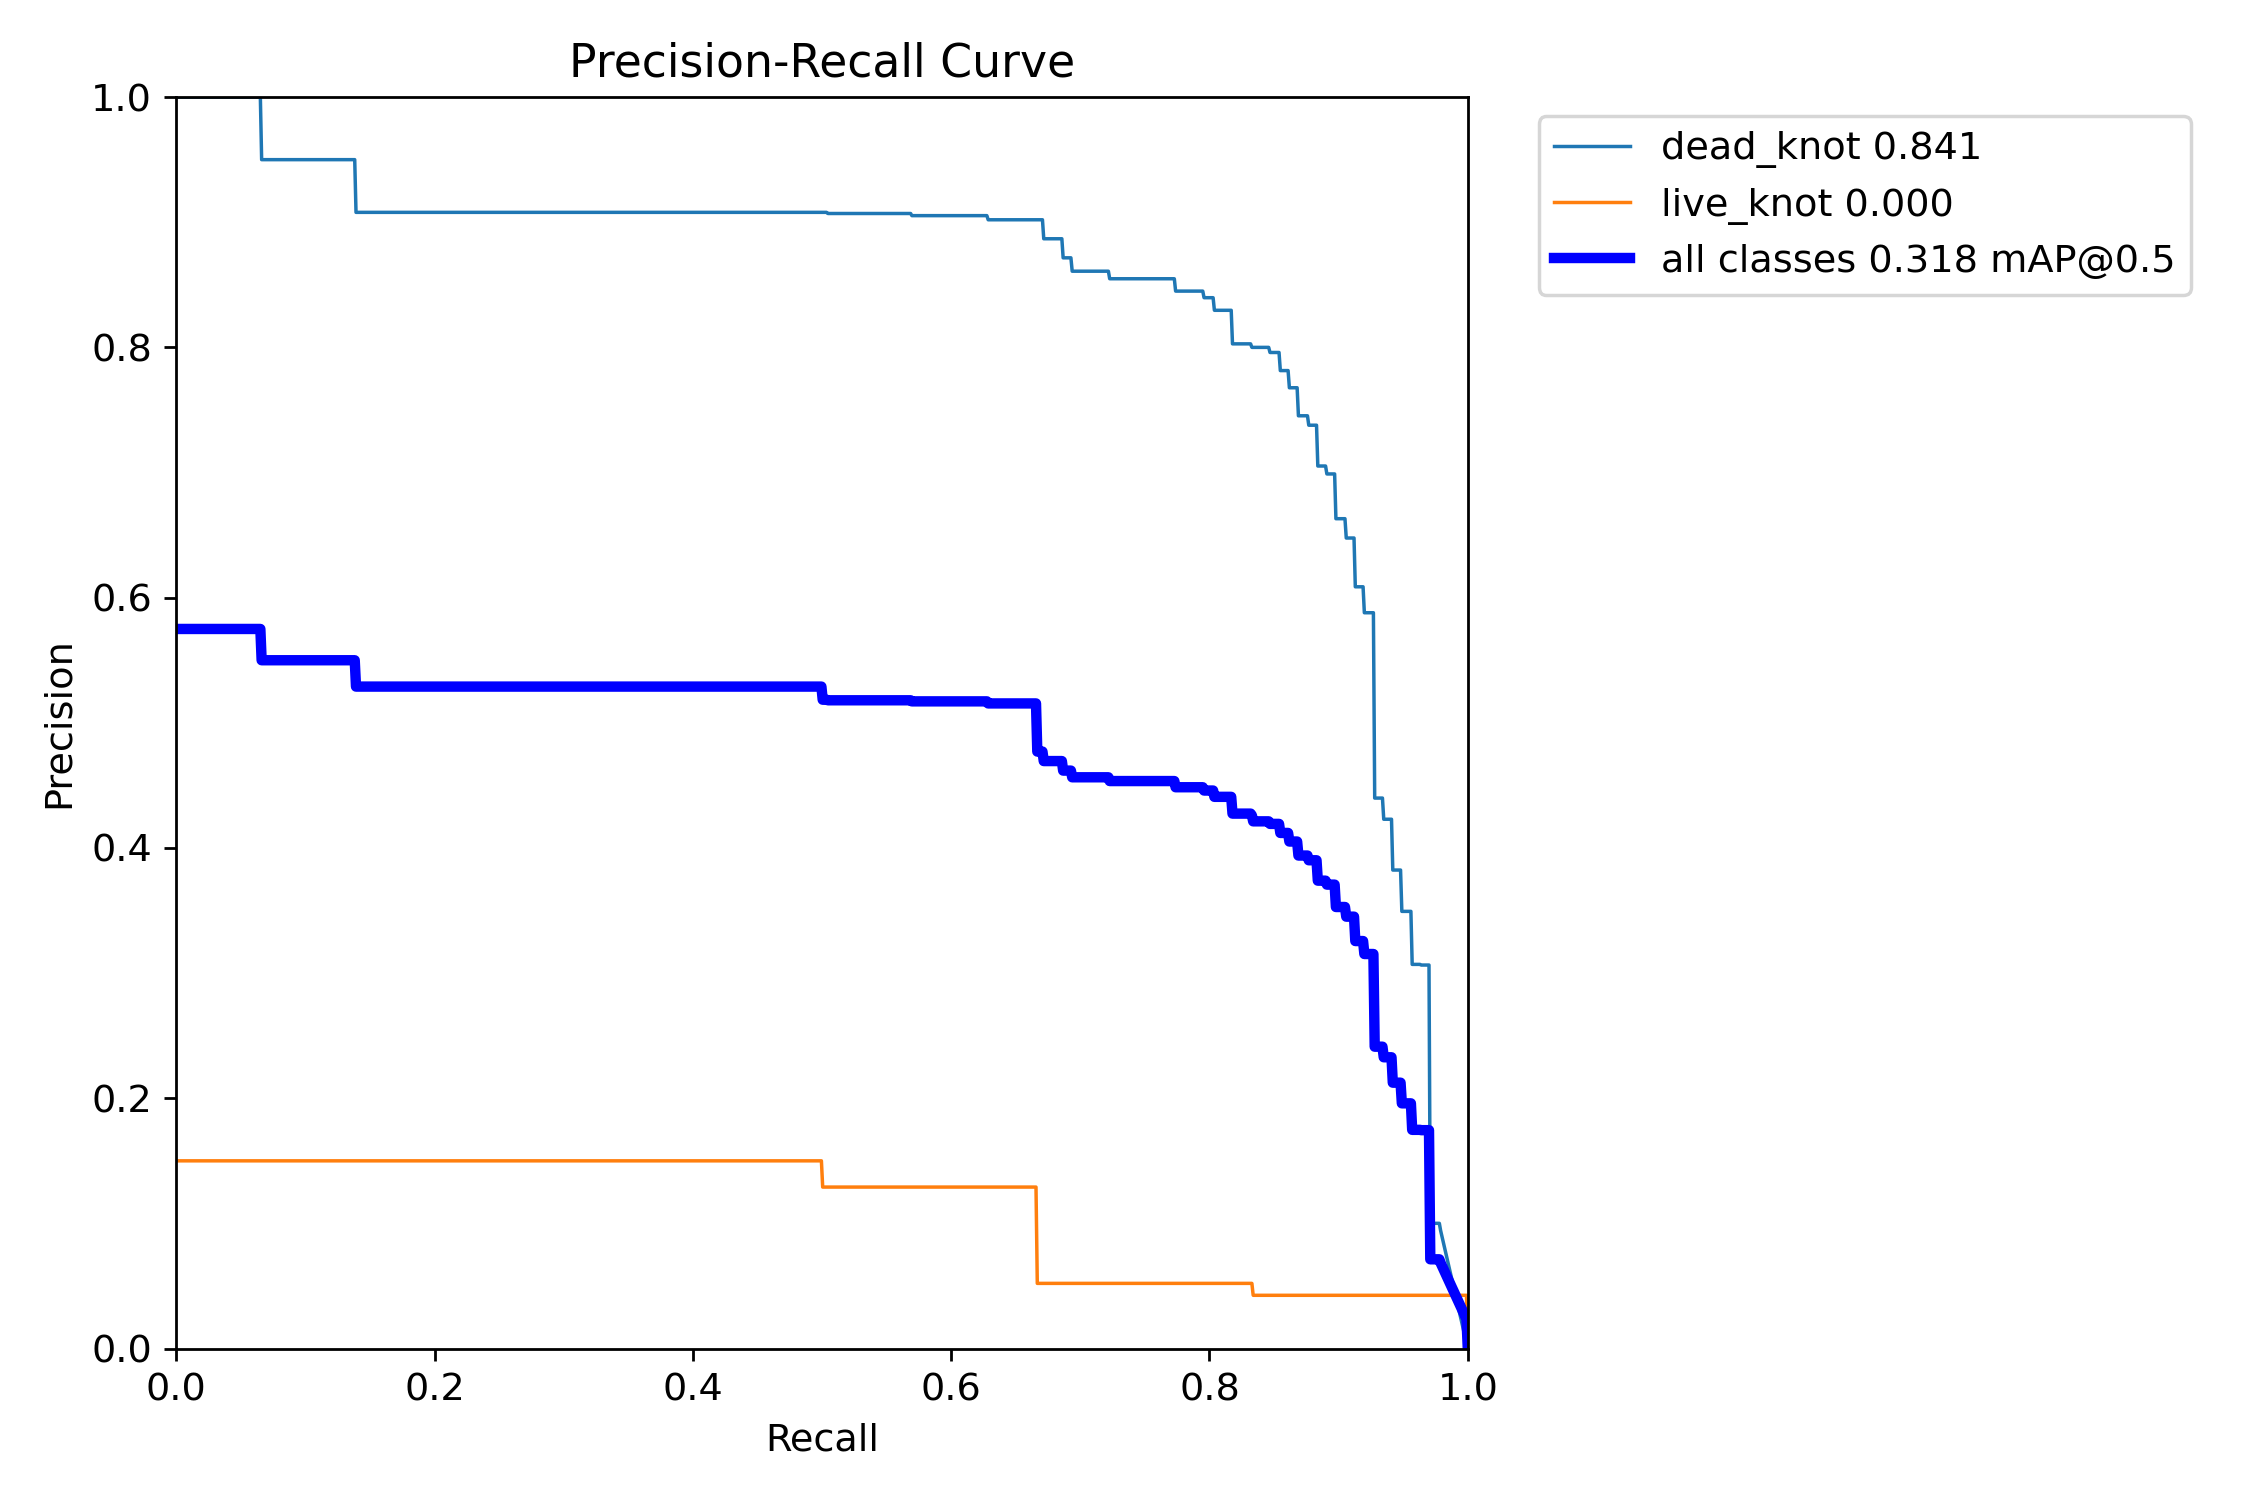 Precision-Recall Curve
1.0
0.8
0.6
0.4
0.2
0.0
Precision
0.0 0.2 0.4 0.6 0.8 1.0
Recall
dead_knot 0.841
live_knot 0.000
all classes 0.318 mAP@0.5